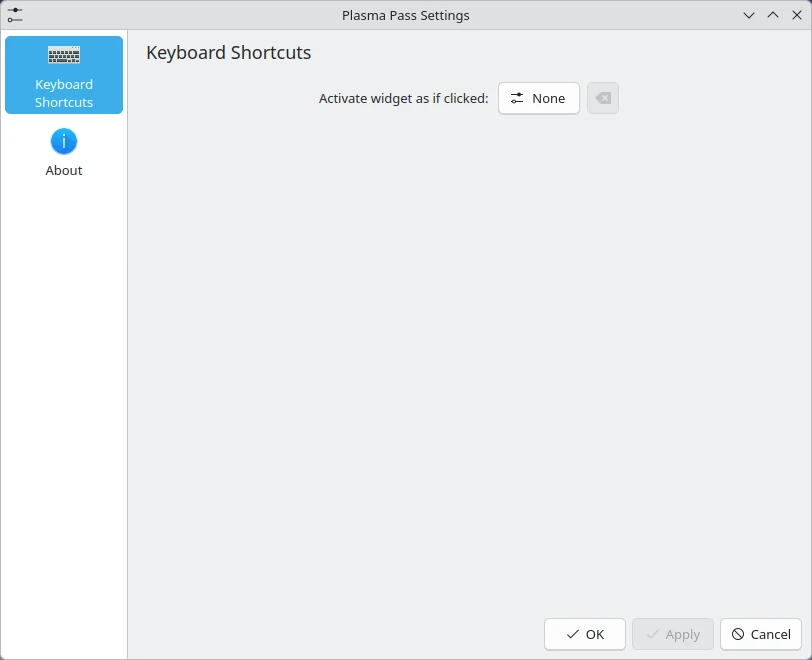 Plasma Pass Settings
Keyboard
Shortcuts
About
Keyboard Shortcuts
Activate widget as if clicked: None
OK Apply Cancel